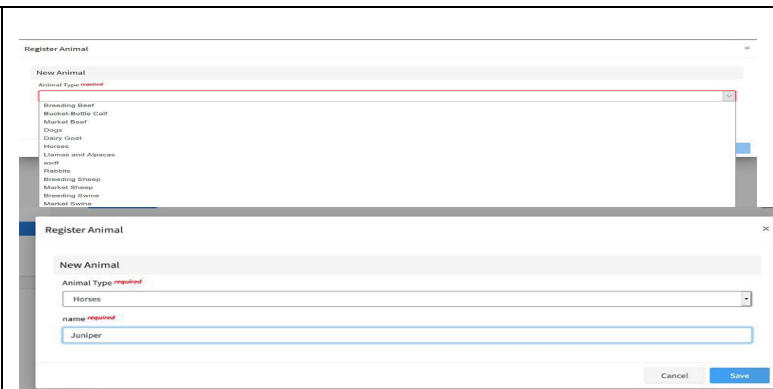 Register Animal ×
New Animal
Animal Type required
Breeding Beef
Bucket-Bottle Calf
Market Beef
Dogs
Dairy Goat
Horses
Llamas and Alpacas
asdf
Rabbits
Breeding Sheep
Market Sheep
Breeding Swine
Market Swine
Register Animal ×
New Animal
Animal Type required
Horses
name required
Juniper
Cancel Save